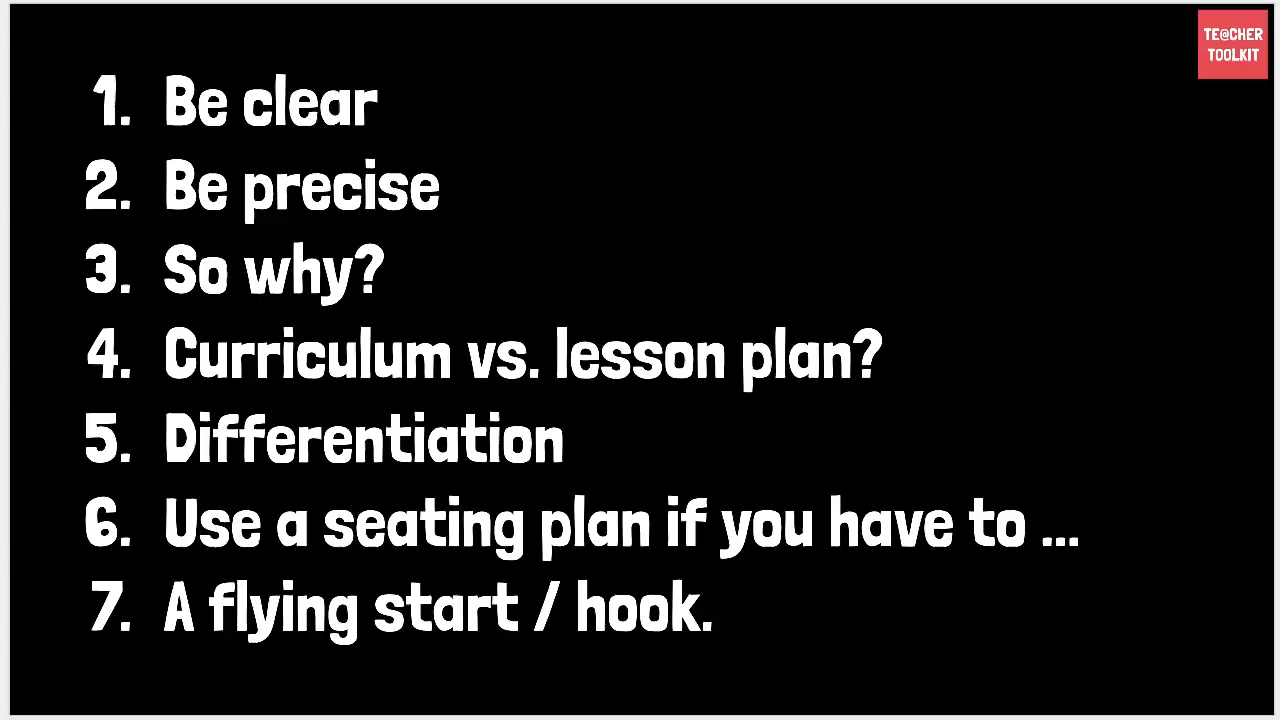 TE@CHER
TOOLKIT
1. Be clear
2. Be precise
3. So why?
4. Curriculum vs. lesson plan?
5. Differentiation
6. Use a seating plan if you have to ...
7. A flying start / hook.